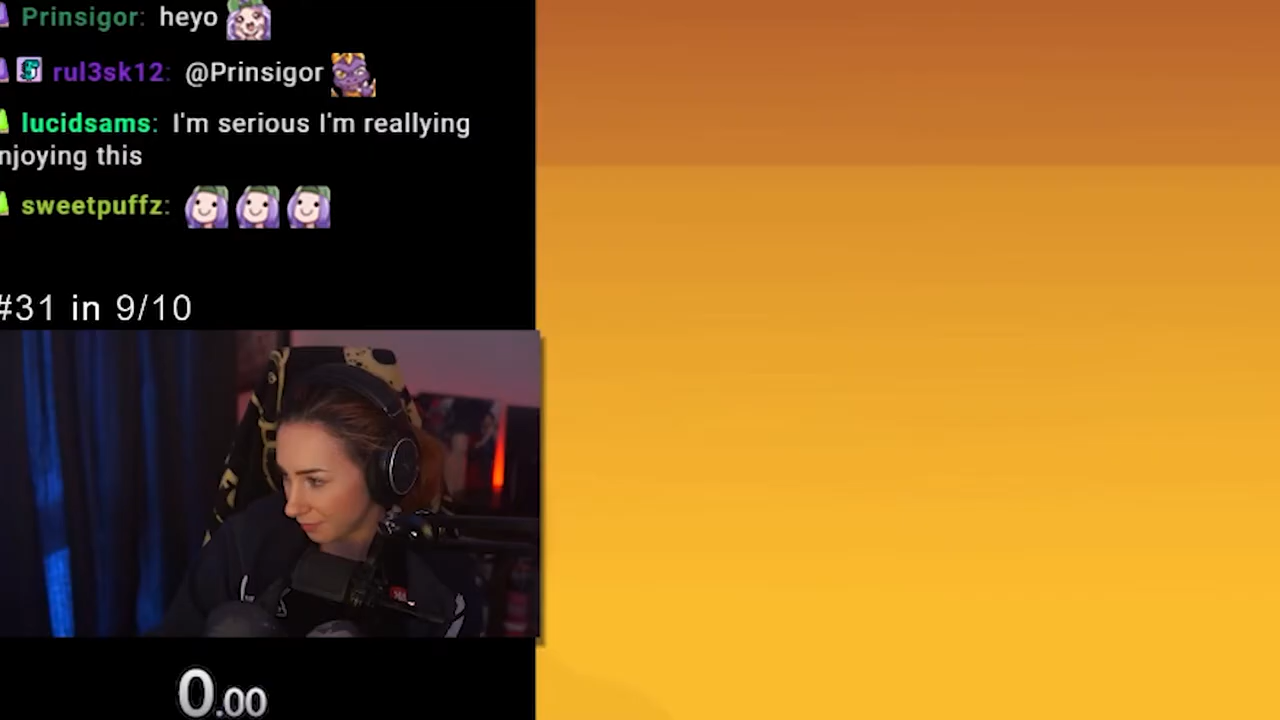 Prinsigor: heyo
rul3sk12: @Prinsigor
lucidsams: I'm serious I'm reallying
njoying this
sweetpuffz:
#31 in 9/10
0.00